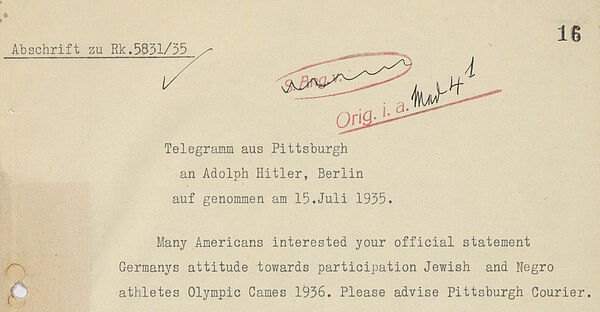 16
Abschrift zu Rk.5831/35
Orig. i. a.
Telegramm aus Pittsburgh
an Adolph Hitler, Berlin
auf genommen am 15.Juli 1935.
Many Americans interested your official statement
Germanys attitude towards participation Jewish and Negro
athletes Olympic Cames 1936. Please advise Pittsburgh Courier.